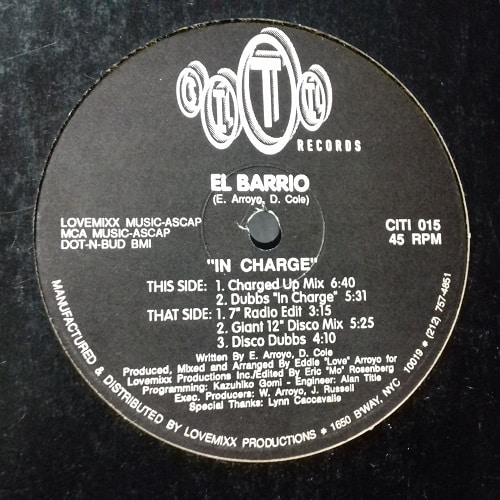 CITI
RECORDS
EL BARRIO
(E. Arroyo, D. Cole)
LOVEMIXX MUSIC-ASCAP
MCA MUSIC-ASCAP
DOT-N-BUD BMI
CITI 015
45 RPM
"IN CHARGE"
THIS SIDE: 1. Charged Up Mix 6:40
2. Dubbs "In Charge" 5:31
THAT SIDE: 1. 7" Radio Edit 3:15
2. Giant 12" Disco Mix 5:25
3. Disco Dubbs 4:10
Written By E. Arroyo, D. Cole
Produced, Mixed and Arranged By Eddie "Love" Arroyo for
Lovemixx Productions Inc./Edited By Eric "Mo" Rosenberg
Programming: Kazuhiko Gomi - Engineer: Alan Title
Exec. Producers: W. Arroyo, J. Russell
Special Thanks: Lynn Caccavalle
MANUFACTURED & DISTRIBUTED BY LOVEMIXX PRODUCTIONS * 1650 B'WAY, NYC 10019 * (212) 757-4851